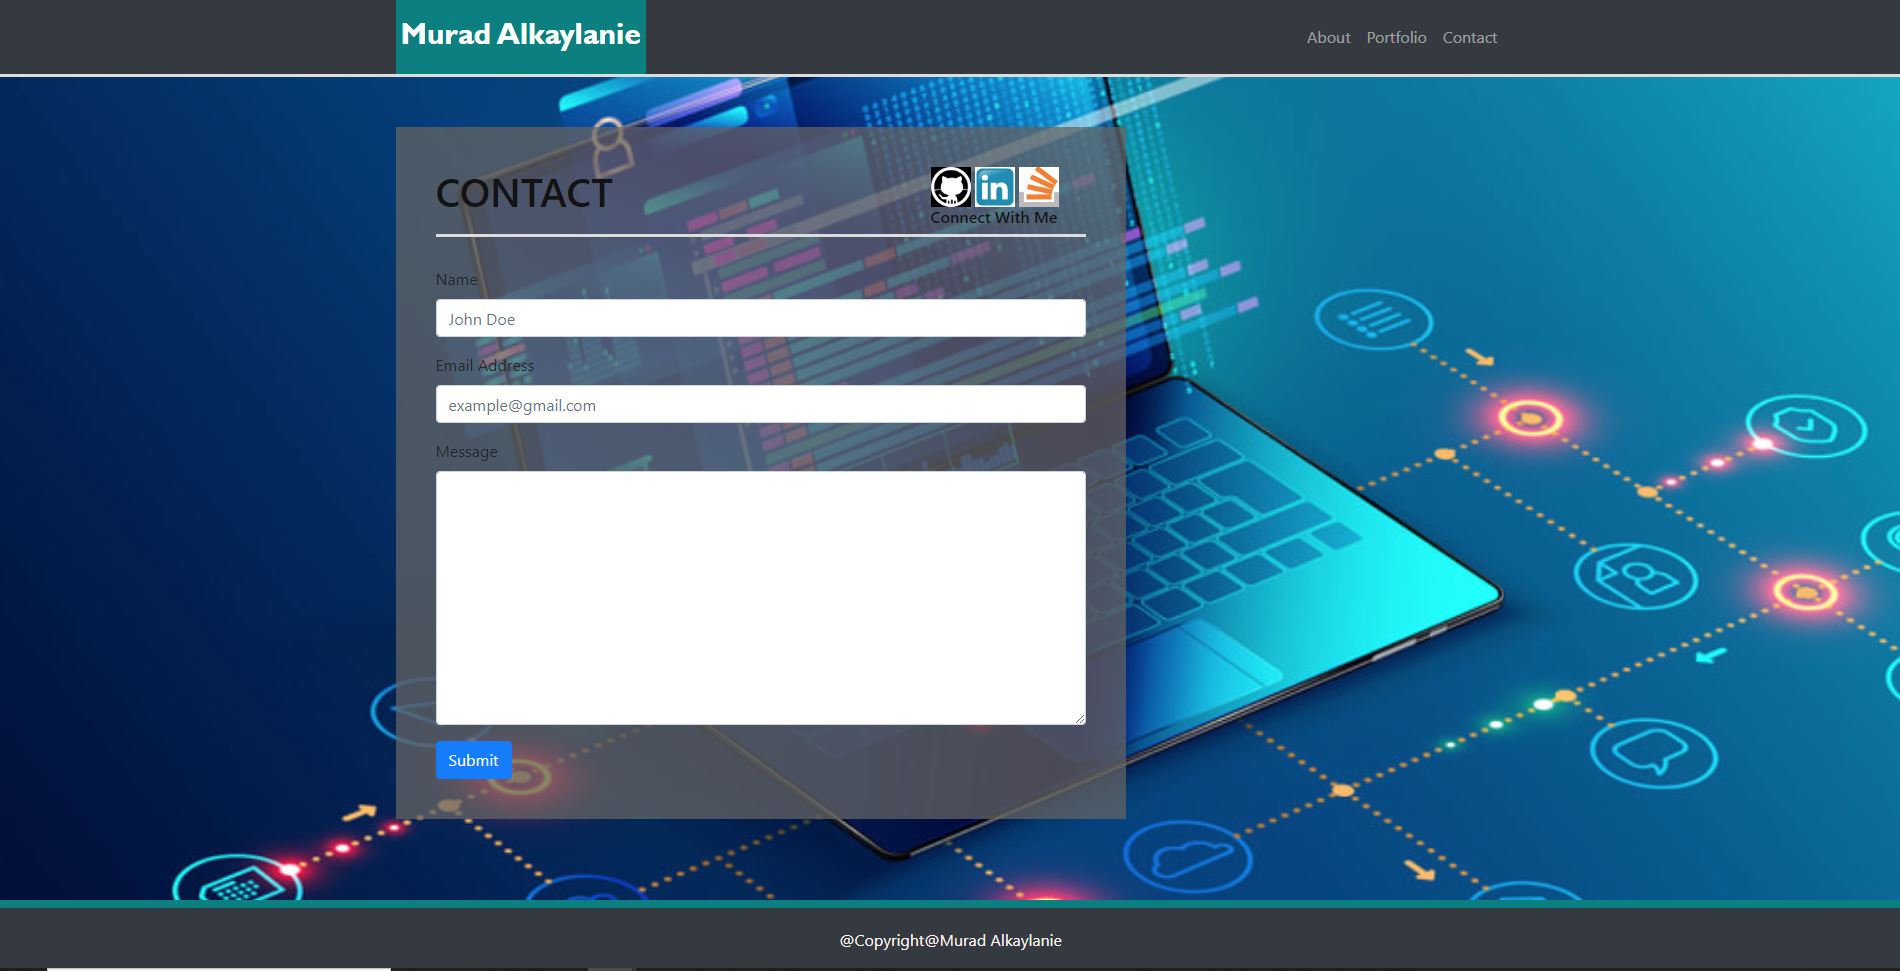 Murad Alkaylanie
About Portfolio Contact
CONTACT
in
Connect With Me
Name
John Doe
Email Address
example@gmail.com
Message
Submit
@Copyright@Murad Alkaylanie